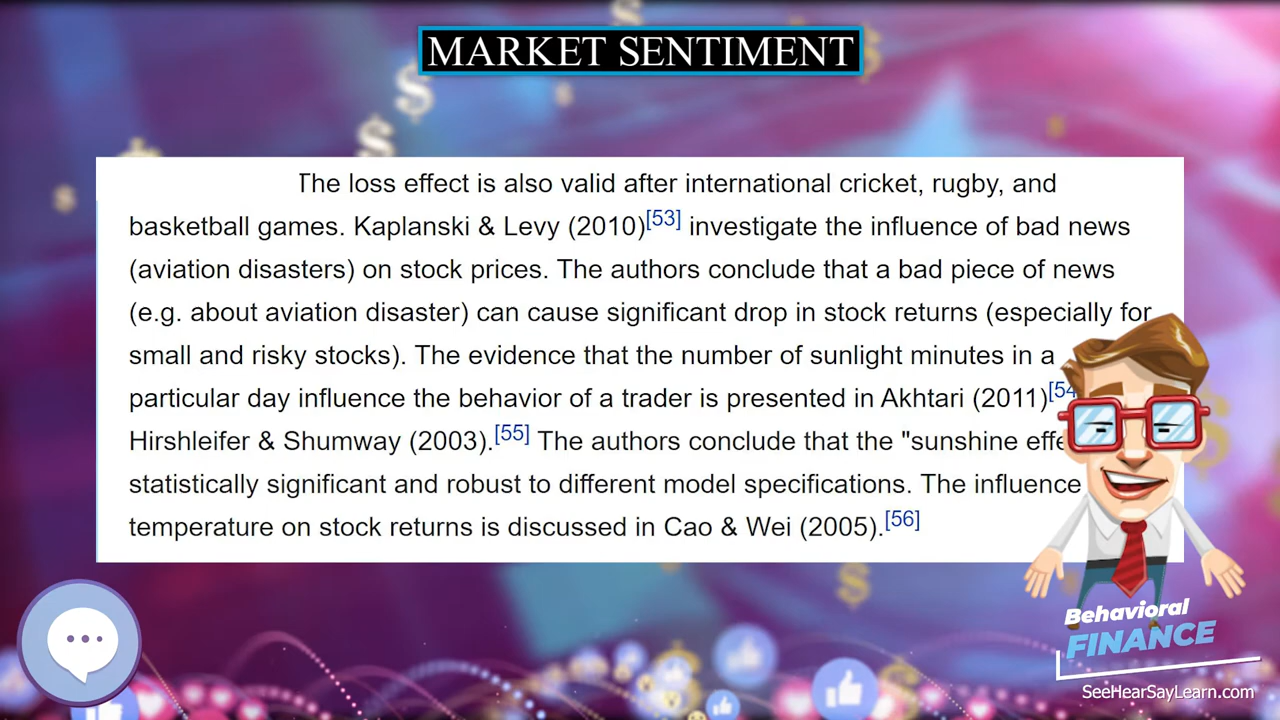 MARKET SENTIMENT
The loss effect is also valid after international cricket, rugby, and
basketball games. Kaplanski & Levy (2010)[53] investigate the influence of bad news
(aviation disasters) on stock prices. The authors conclude that a bad piece of news
(e.g. about aviation disaster) can cause significant drop in stock returns (especially for
small and risky stocks). The evidence that the number of sunlight minutes in a
particular day influence the behavior of a trader is presented in Akhtari (2011)[54
Hirshleifer & Shumway (2003).[55] The authors conclude that the "sunshine effe
statistically significant and robust to different model specifications. The influence
temperature on stock returns is discussed in Cao & Wei (2005).[56]
Behavioral
FINANCE
SeeHearSayLearn.com